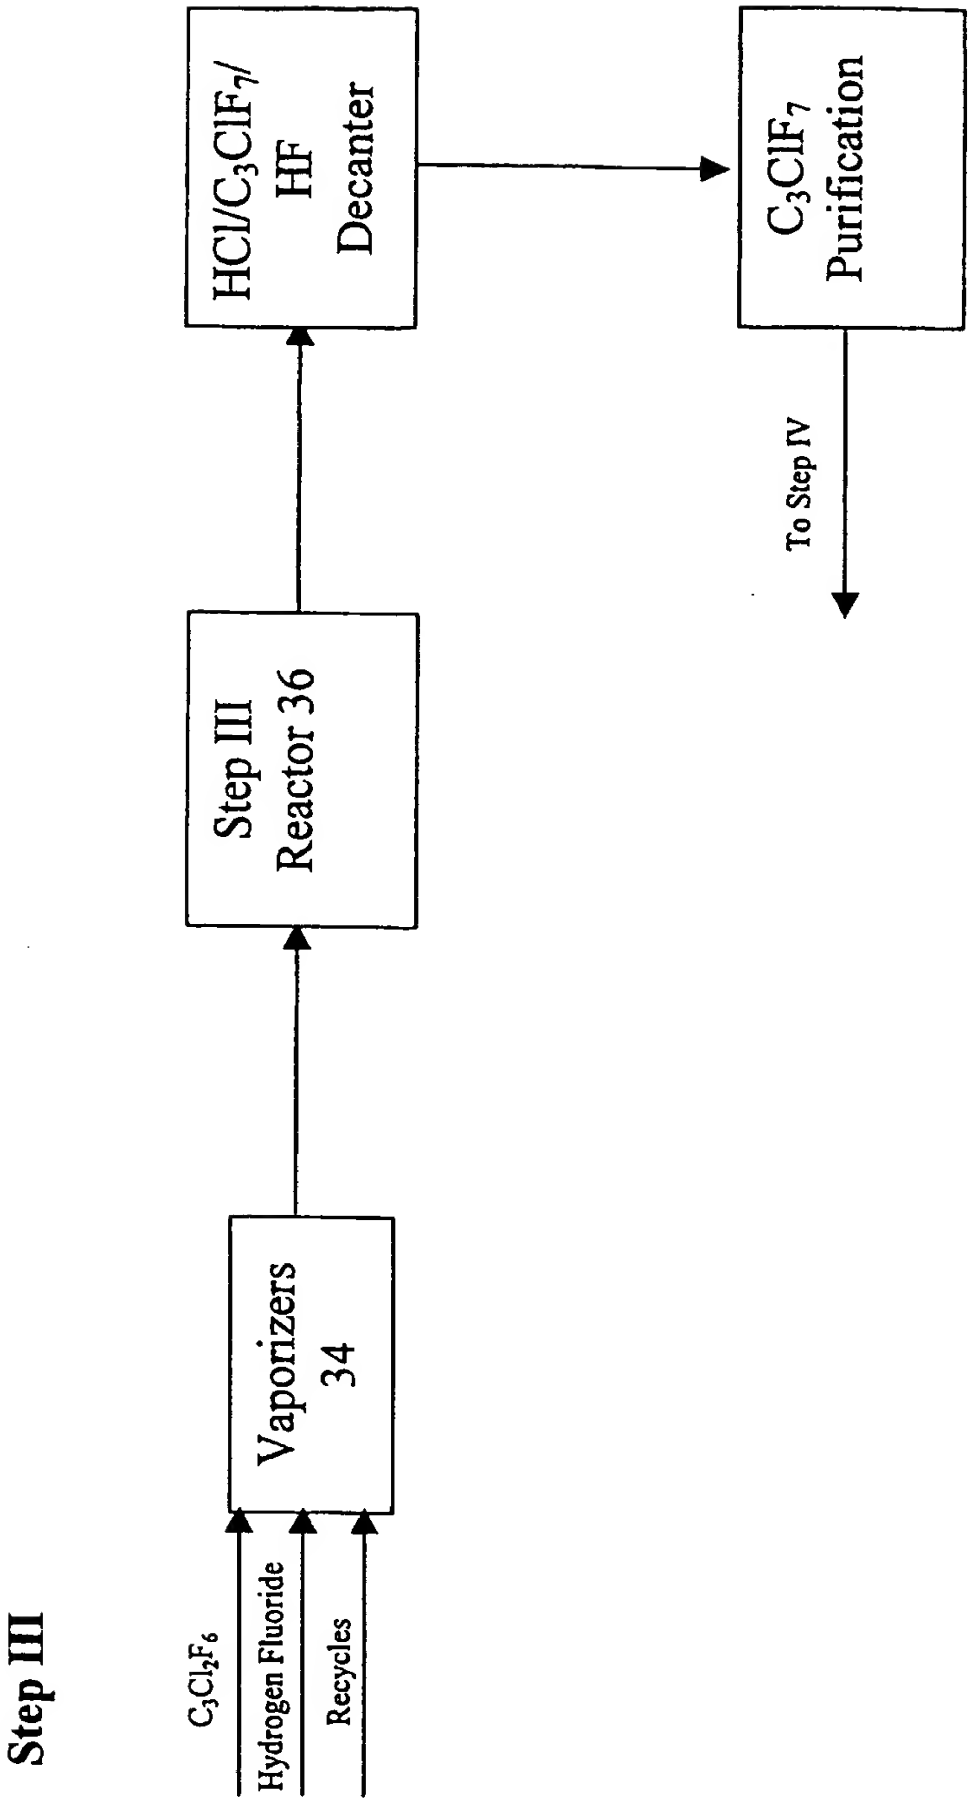 Step III
C₃Cl₂F₆
Hydrogen Fluoride
Recycles
Vaporizers
34
Step III
Reactor 36
HCl/C₃ClF₇/
HF
Decanter
C₃ClF₇
Purification
To Step IV